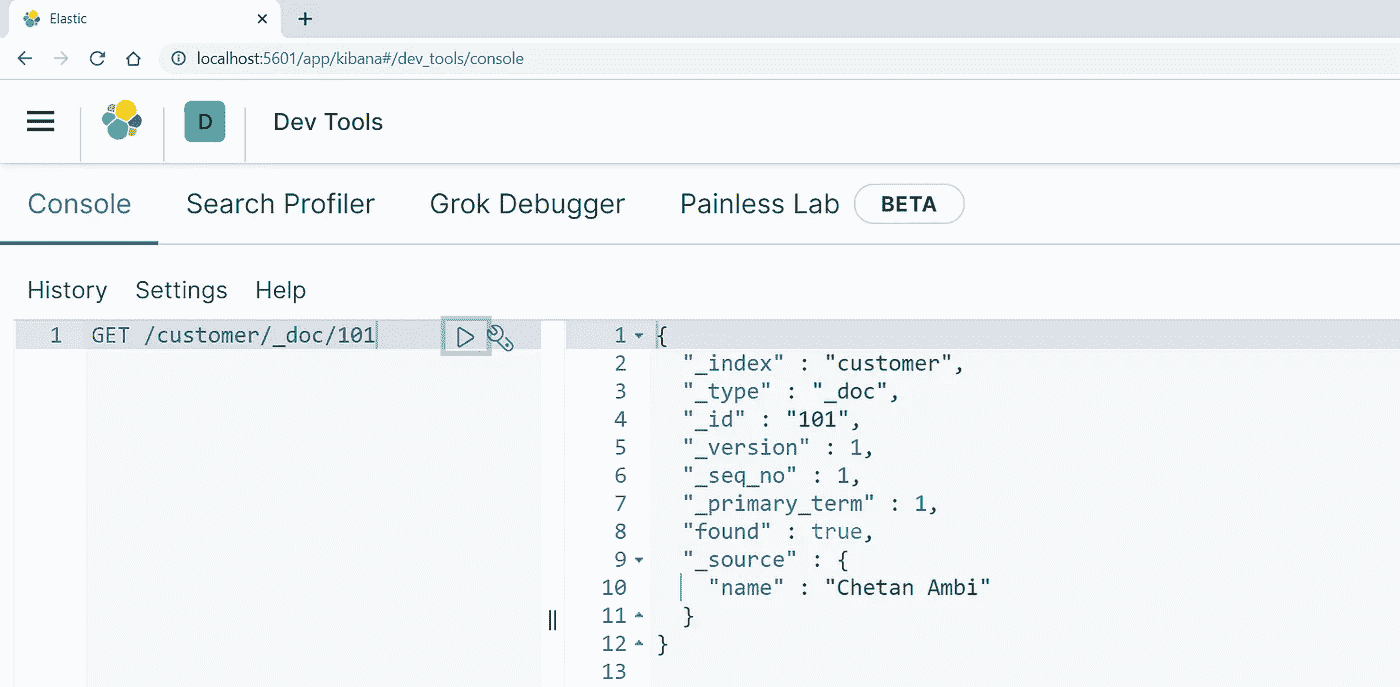 Elastic
localhost:5601/app/kibana#/dev_tools/console
D Dev Tools
Console Search Profiler Grok Debugger Painless Lab BETA
History Settings Help
1 GET /customer/_doc/101
1 {
2 "_index" : "customer",
3 "_type" : "_doc",
4 "_id" : "101",
5 "_version" : 1,
6 "_seq_no" : 1,
7 "_primary_term" : 1,
8 "found" : true,
9 "_source" : {
10 "name" : "Chetan Ambi"
11 }
12 }
13